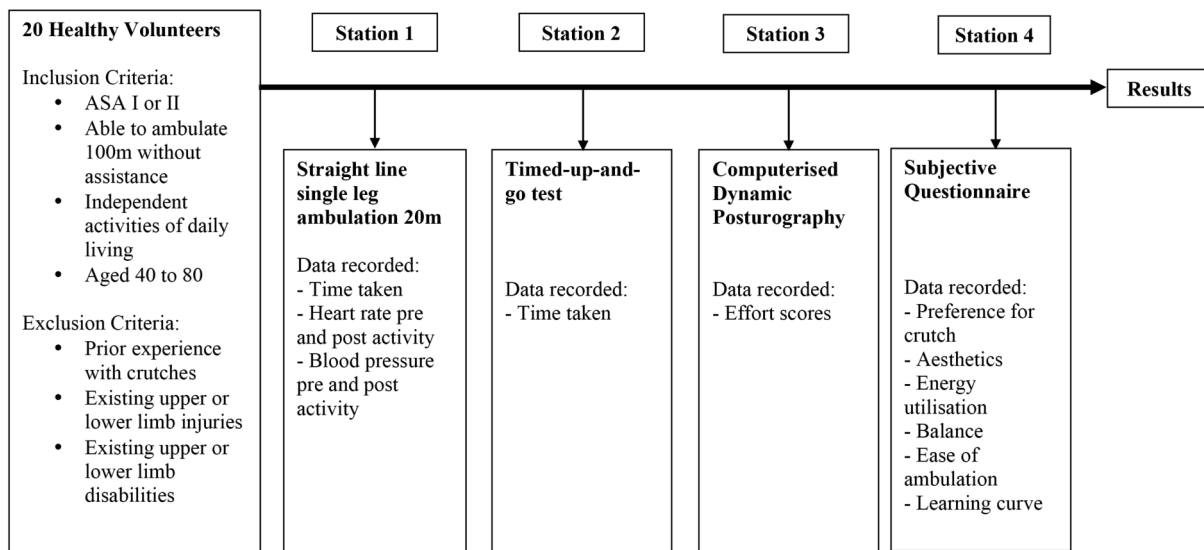 20 Healthy Volunteers
Inclusion Criteria:
• ASA I or II
• Able to ambulate
100m without
assistance
• Independent
activities of daily
living
• Aged 40 to 80
Exclusion Criteria:
• Prior experience
with crutches
• Existing upper or
lower limb injuries
• Existing upper or
lower limb
disabilities
Station 1
Straight line
single leg
ambulation 20m
Data recorded:
- Time taken
- Heart rate pre
and post activity
- Blood pressure
pre and post
activity
Station 2
Timed-up-and-
go test
Data recorded:
- Time taken
Station 3
Computerised
Dynamic
Posturography
Data recorded:
- Effort scores
Station 4
Subjective
Questionnaire
Data recorded:
- Preference for
crutch
- Aesthetics
- Energy
utilisation
- Balance
- Ease of
ambulation
- Learning curve
Results